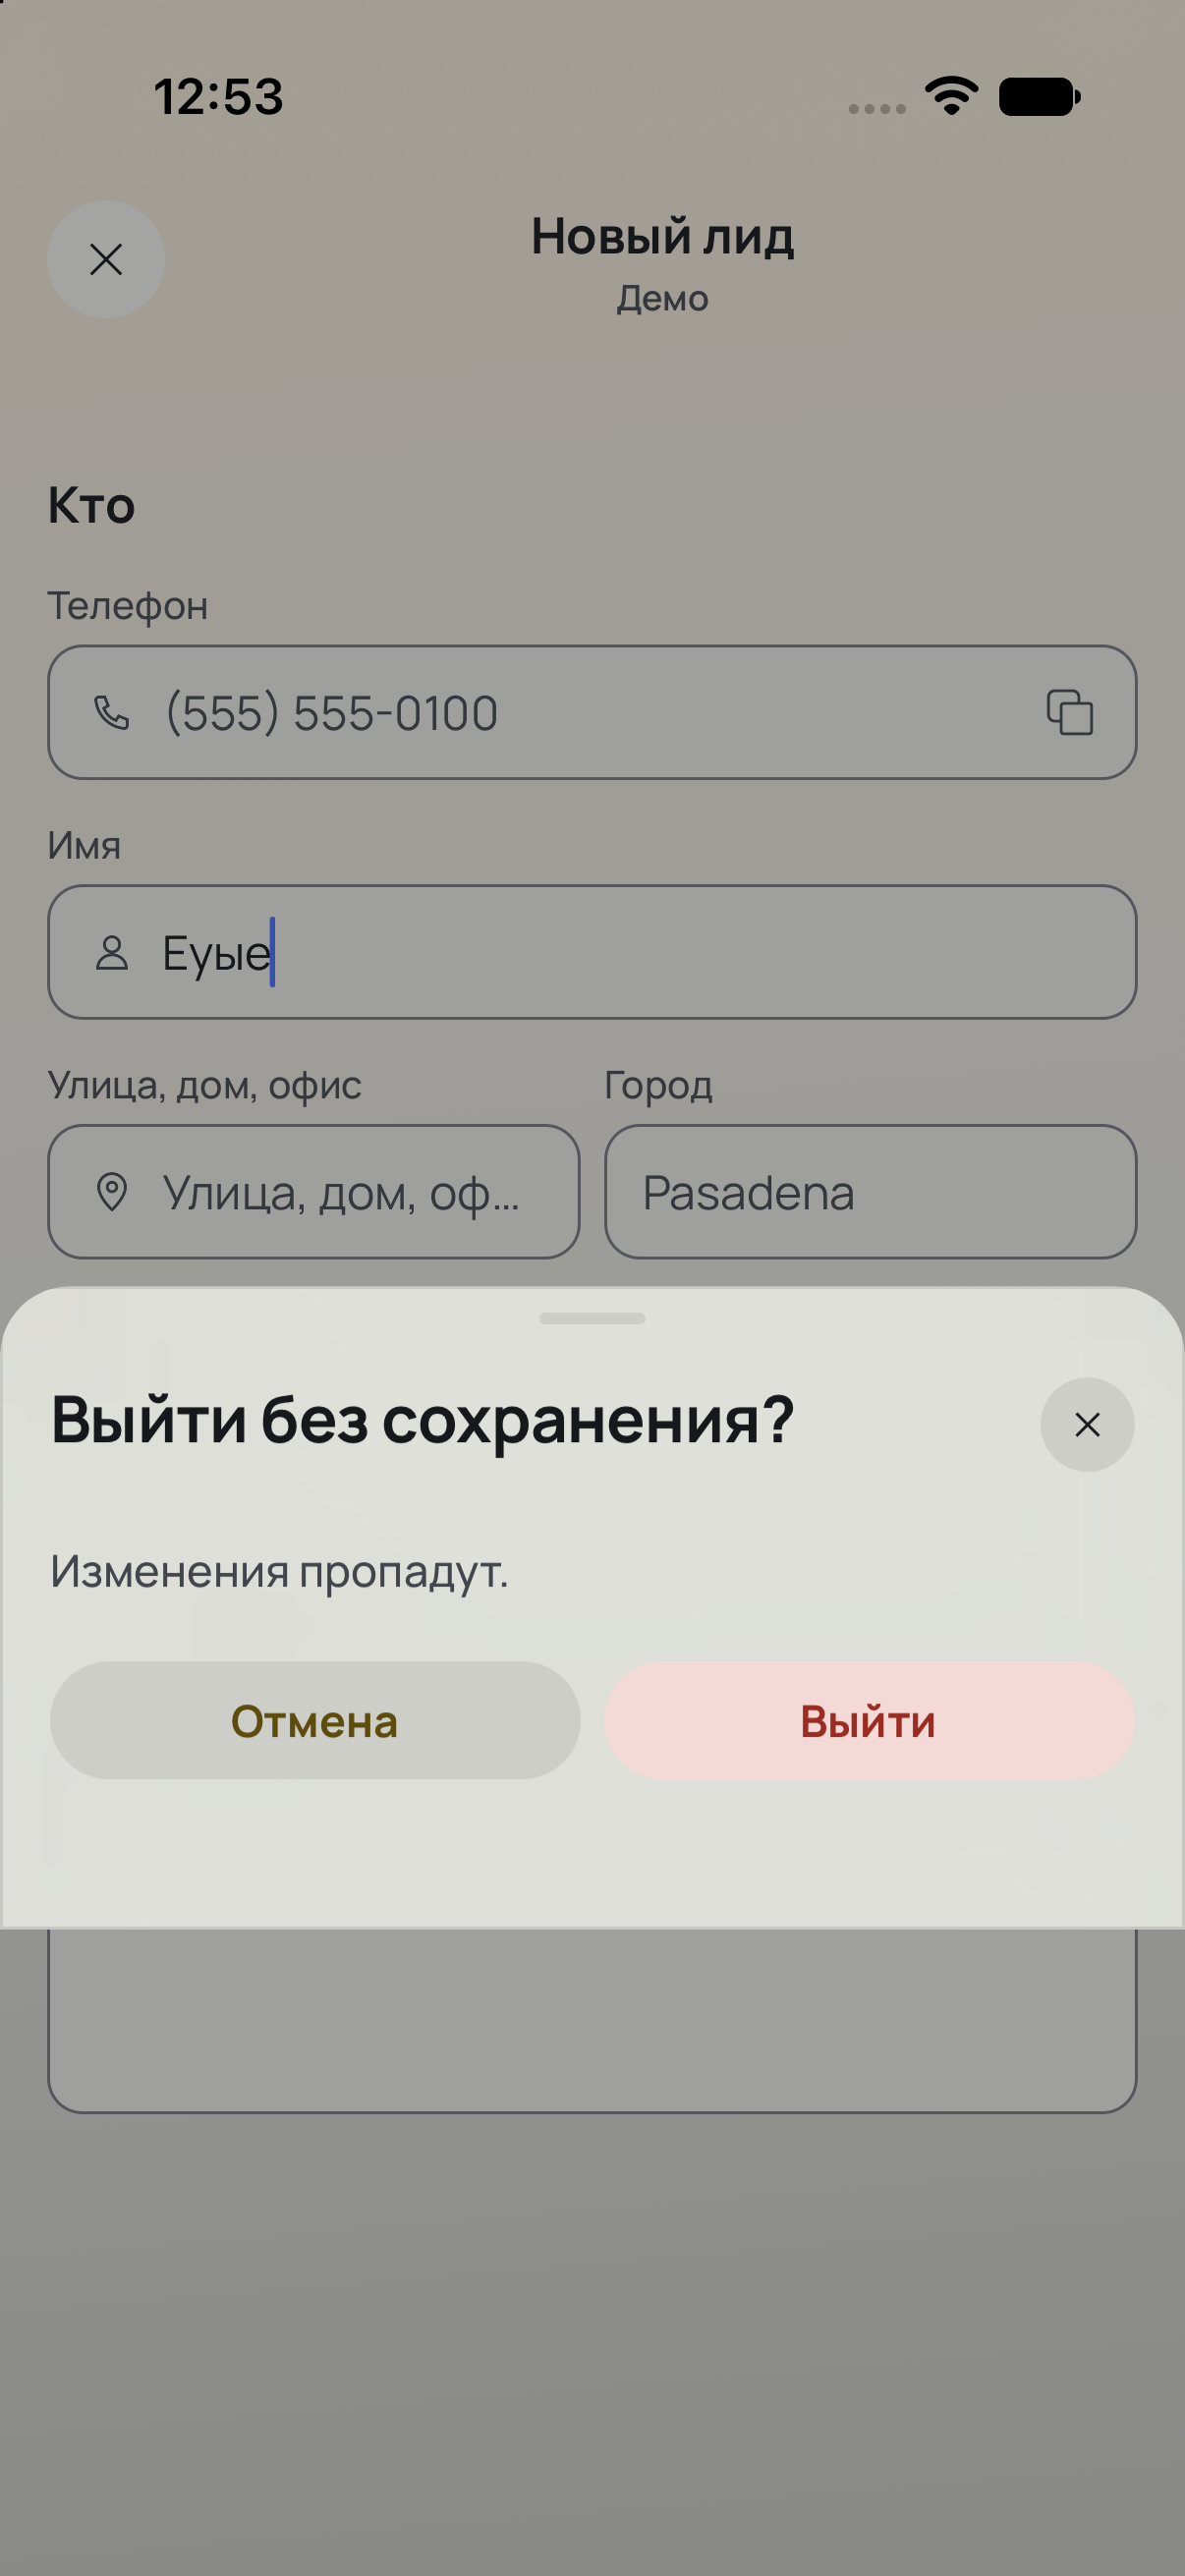 12:53
Новый лид
Демо
Кто
Телефон
(555) 555-0100
Имя
Еуые
Улица, дом, офис
Город
Улица, дом, оф...
Pasadena
Выйти без сохранения?
Изменения пропадут.
Отмена
Выйти